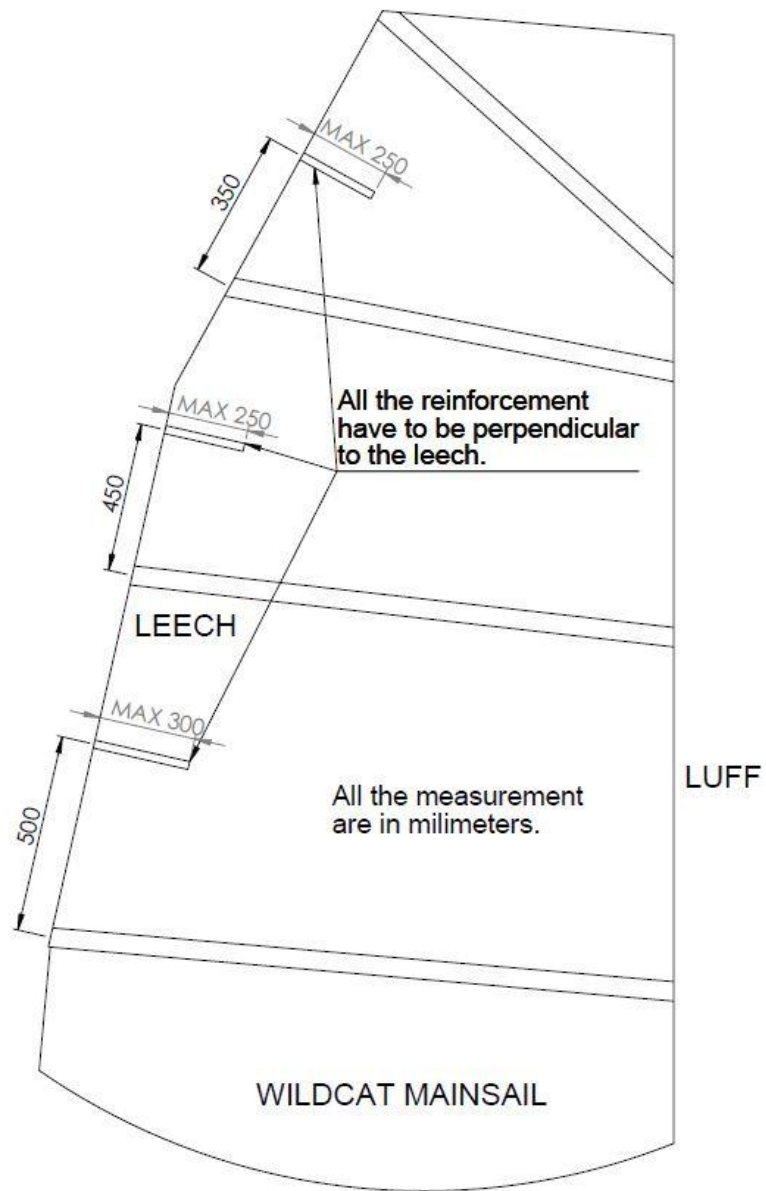 MAX 250
350
MAX 250
All the reinforcement
have to be perpendicular
to the leech.
450
LEECH
MAX 300
LUFF
All the measurement
are in milimeters.
500
WILDCAT MAINSAIL